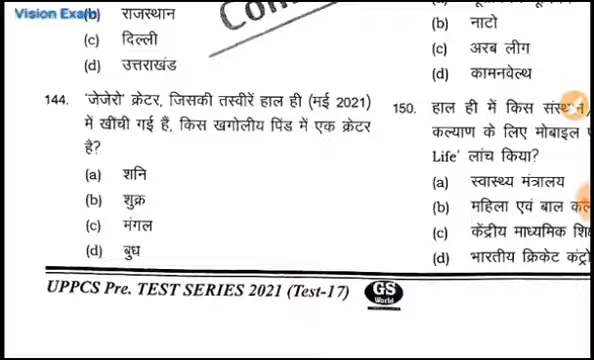 Vision Exa
(b) राजस्थान
(c) दिल्ली
(d) उत्तराखंड
144. 'जेजेरो' क्रेटर, जिसकी तस्वीरें हाल ही (मई 2021)
में खींची गई हैं, किस खगोलीय पिंड में एक क्रेटर
है?
(a) शनि
(b) शुक्र
(c) मंगल
(d) बुध
(b) नाटो
(c) अरब लीग
(d) कामनवेल्थ
150. हाल ही में किस
कल्याण के लिए मोबाइल
Life' लांच किया?
(a) स्वास्थ्य मंत्रालय
(b) महिला एवं बाल
(c) केंद्रीय माध्यमिक
(d) भारतीय क्रिकेट
UPPCS Pre. TEST SERIES 2021 (Test-17)
GS
World